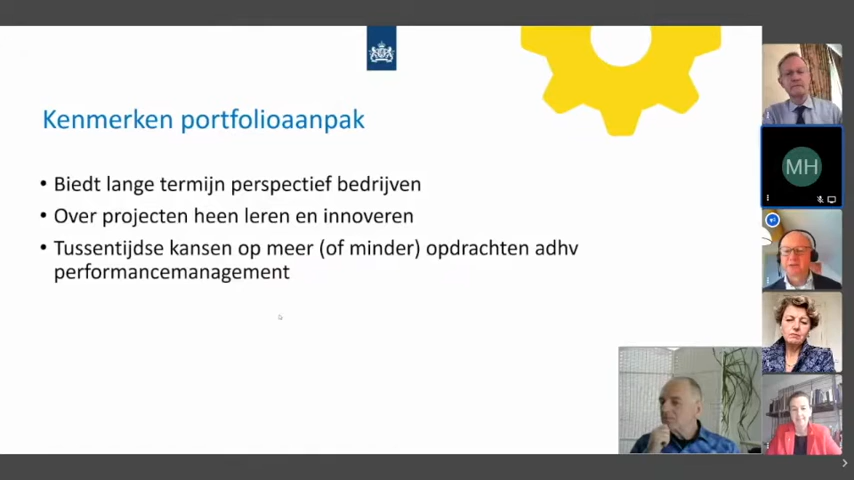 Kenmerken portfolioaanpak
• Biedt lange termijn perspectief bedrijven
• Over projecten heen leren en innoveren
• Tussentijdse kansen op meer (of minder) opdrachten adhv
performancemanagement
MH